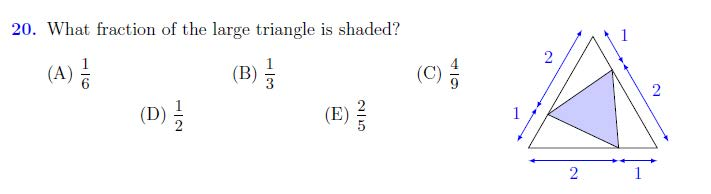 20. What fraction of the large triangle is shaded?
(A) 1/6 (B) 1/3 (C) 4/9
(D) 1/2 (E) 2/5
1
2
2
1
2 1